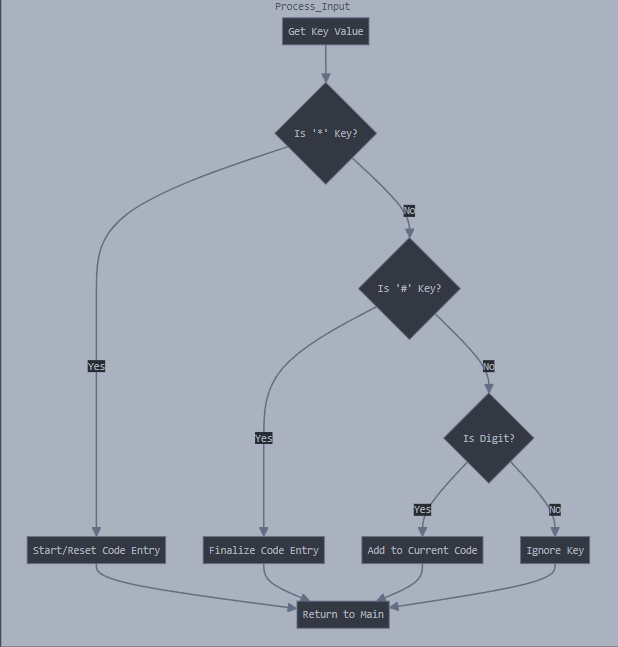 Process_Input
Get Key Value
Is '*' Key?
No
Is '#' Key?
Yes
No
Yes
Is Digit?
Yes
No
Start/Reset Code Entry
Finalize Code Entry
Add to Current Code
Ignore Key
Return to Main